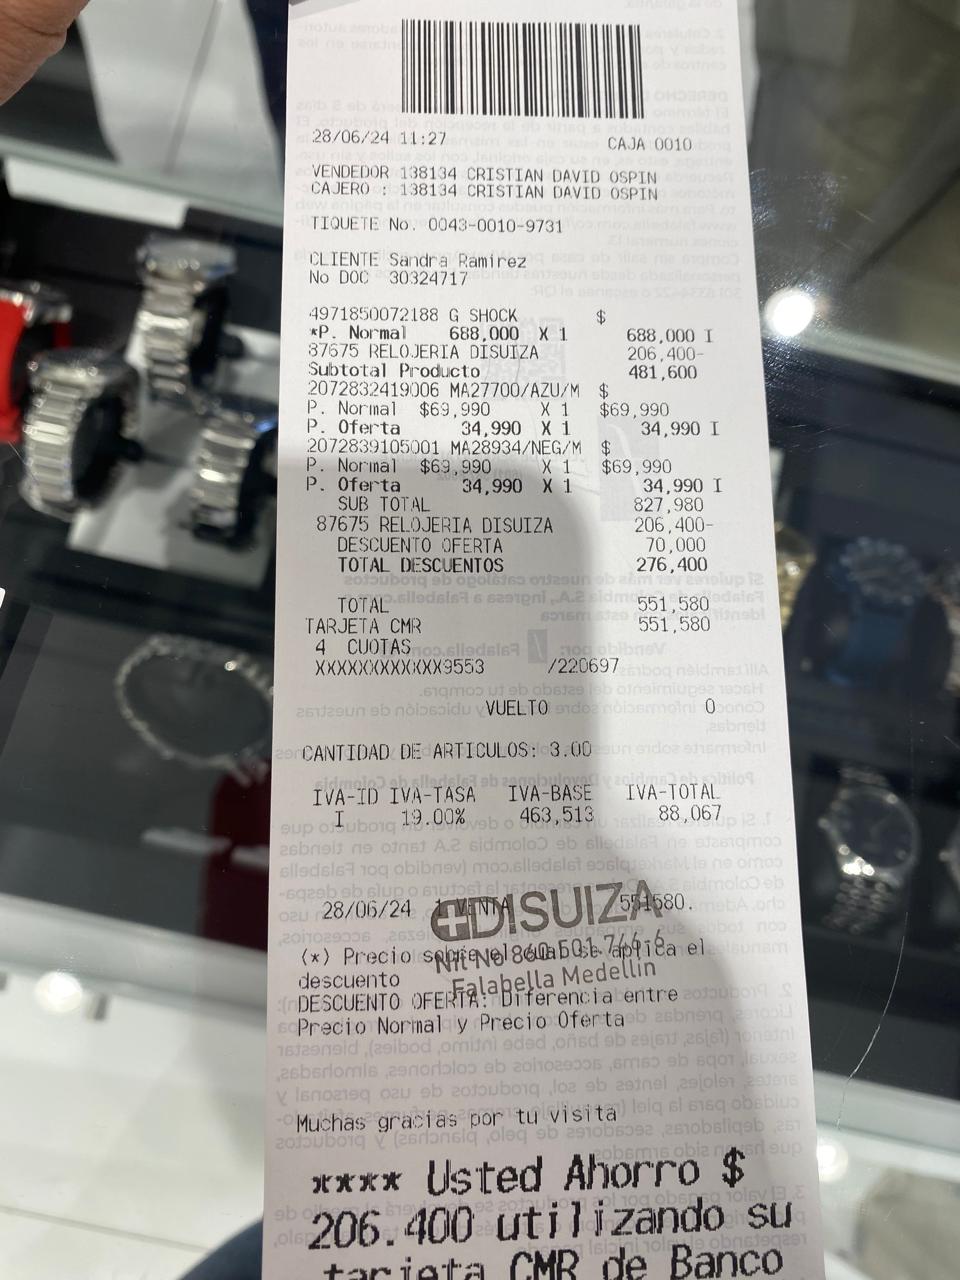 28/06/24 11:27 CAJA 0010
VENDEDOR 138134 CRISTIAN DAVID OSPIN
CAJERO : 138134 CRISTIAN DAVID OSPIN
TIQUETE No. 0043-0010-9731
CLIENTE Sandra Ramirez
No DOC 30324717
4971850072188 G SHOCK $
*P. Normal 688,000 X 1 688,000 I
87675 RELOJERIA DISUIZA 206,400-
Subtotal Producto 481,600
2072832419006 MA27700/AZU/M $
P. Normal $69,990 X 1 $69,990
P. Oferta 34,990 X 1 34,990 I
2072839105001 MA28934/NEG/M $
P. Normal $69,990 X 1 $69,990
P. Oferta 34,990 X 1 34,990 I
SUB TOTAL 827,980
87675 RELOJERIA DISUIZA 206,400-
DESCUENTO OFERTA 70,000
TOTAL DESCUENTOS 276,400
TOTAL 551,580
TARJETA CMR 551,580
4 CUOTAS
XXXXXXXXXXXX9553 /220697
VUELTO 0
CANTIDAD DE ARTICULOS: 3.00
IVA-ID IVA-TASA IVA-BASE IVA-TOTAL
I 19.00% 463,513 88,067
28/06/24 1 VENTA 551580.
DISUIZA
(*) Precio sobre el cual se aplica el
Nit No
descuento
Falabella Medellin
DESCUENTO OFERTA: Diferencia entre
Precio Normal y Precio Oferta
Muchas gracias por tu visita
**** Usted Ahorro $
206.400 utilizando su
tarjeta CMR de Banco